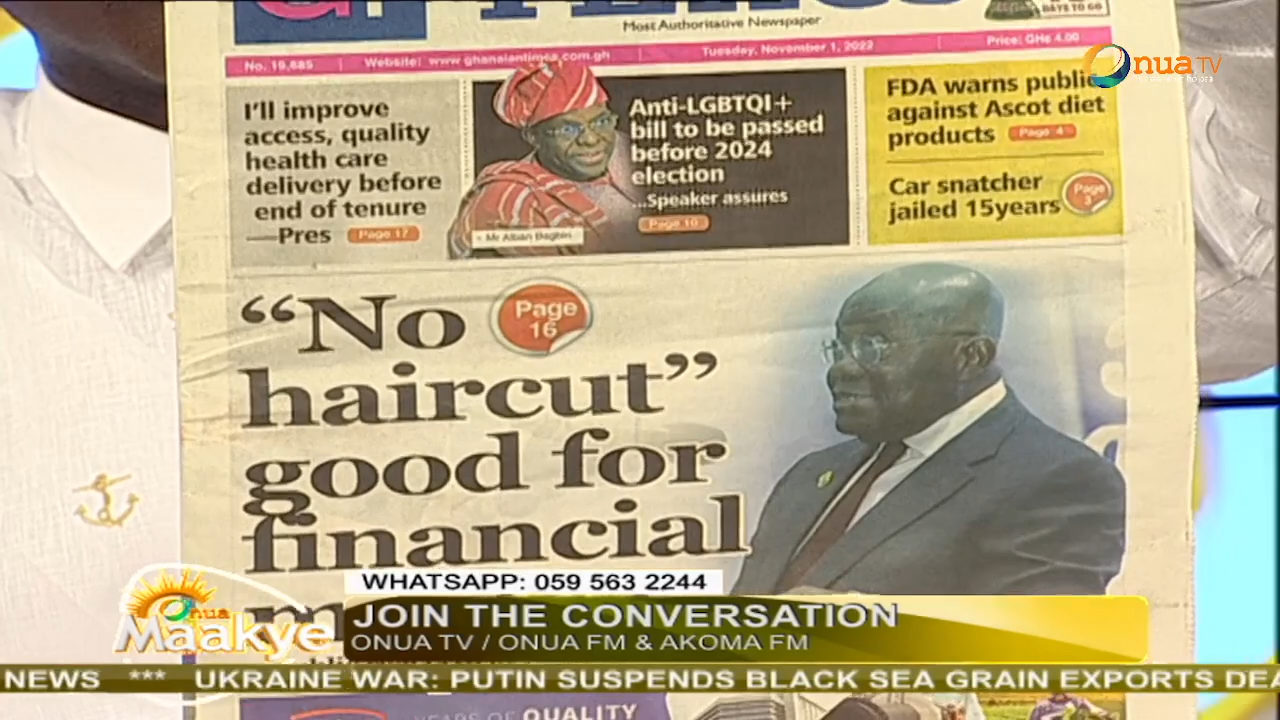 Most Authoritative Newspaper
DAYS TO GO
No. 19,685
Website: www.ghanaiantimes.com.gh
Tuesday, November 1, 2022
Price: GH¢ 4.00
Onua TV
I'll improve
access, quality
health care
delivery before
end of tenure
—Pres Page 17
Anti-LGBTQI+
bill to be passed
before 2024
election
...Speaker assures
Page 10
Mr Alban Bagbin
FDA warns public
against Ascot diet
products Page 4
Car snatcher
jailed 15years
Page
3
"No
Page
16
haircut"
good for
financial
WHATSAPP: 059 563 2244
Onua
Maakye
JOIN THE CONVERSATION
ONUA TV / ONUA FM & AKOMA FM
NEWS *** UKRAINE WAR: PUTIN SUSPENDS BLACK SEA GRAIN EXPORTS
YEARS OF QUALITY